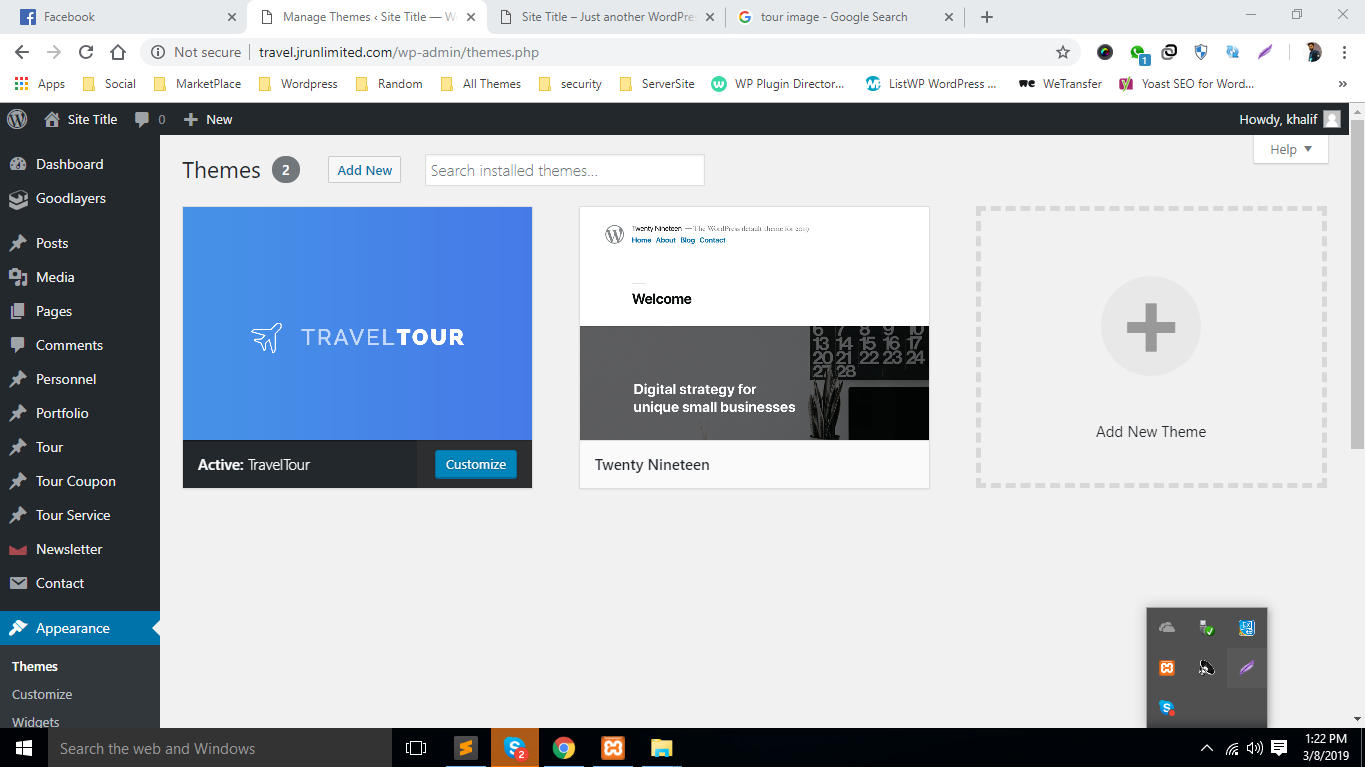 Facebook
Manage Themes ‹ Site Title — W
Site Title – Just another WordPre
tour image - Google Search
Not secure
travel.jrunlimited.com/wp-admin/themes.php
1
Apps
Social
MarketPlace
Wordpress
Random
All Themes
security
ServerSite
WP Plugin Director...
ListWP WordPress ...
WeTransfer
Yoast SEO for Word...
»
Site Title
0
New
Howdy, khalif
Help
Dashboard
Goodlayers
Posts
Media
Pages
Comments
Personnel
Portfolio
Tour
Tour Coupon
Tour Service
Newsletter
Contact
Appearance
Themes
Customize
Widgets
Themes 2
Add New
Search installed themes...
TRAVELTOUR
Active: TravelTour
Customize
Twenty Nineteen — The WordPress default theme for 2019
Home About Blog Contact
Welcome
6 7 8 9 10
13 14 15 16 17
20 21 22 23 24
27 28
Digital strategy for
unique small businesses
Twenty Nineteen
Add New Theme
Search the web and Windows
2
1:22 PM
3/8/2019